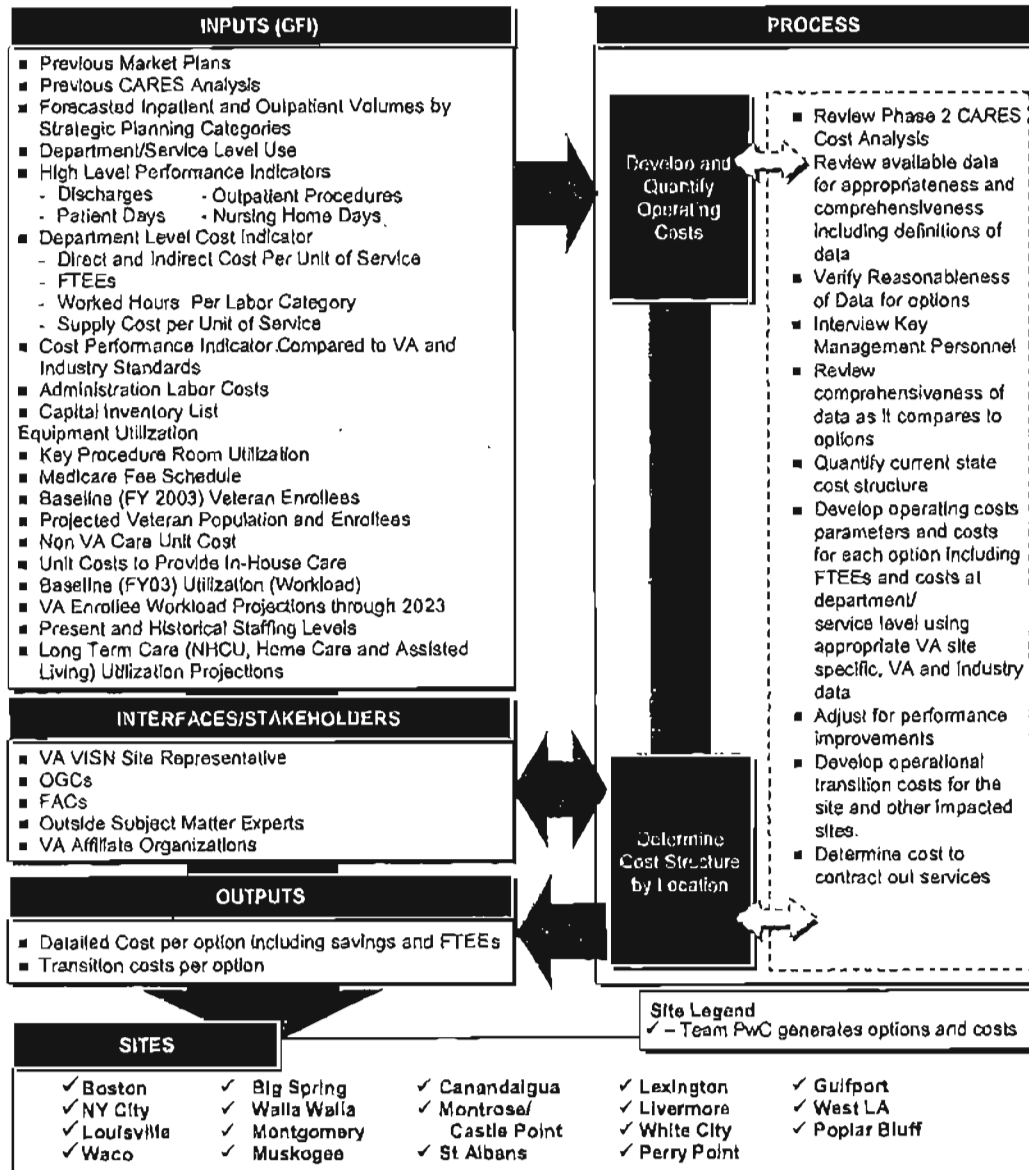 INPUTS (GFI)
■ Previous Market Plans
■ Previous CARES Analysis
■ Forecasted Inpatient and Outpatient Volumes by
Strategic Planning Categories
■ Department/Service Level Use
■ High Level Performance Indicators
- Discharges - Outpatient Procedures
- Patient Days - Nursing Home Days
■ Department Level Cost Indicator
- Direct and Indirect Cost Per Unit of Service
- FTEEs
- Worked Hours Per Labor Category
- Supply Cost per Unit of Service
■ Cost Performance Indicator Compared to VA and
Industry Standards
■ Administration Labor Costs
■ Capital Inventory List
Equipment Utilization
■ Key Procedure Room Utilization
■ Medicare Fee Schedule
■ Baseline (FY 2003) Veteran Enrollees
■ Projected Veteran Population and Enrollees
■ Non VA Care Unit Cost
■ Unit Costs to Provide In-House Care
■ Baseline (FY03) Utilization (Workload)
■ VA Enrollee Workload Projections through 2023
■ Present and Historical Staffing Levels
■ Long Term Care (NHCU, Home Care and Assisted
Living) Utilization Projections
INTERFACES/STAKEHOLDERS
■ VA VISN Site Representative
■ OGCs
■ FACs
■ Outside Subject Matter Experts
■ VA Affiliate Organizations
OUTPUTS
■ Detailed Cost per option including savings and FTEEs
■ Transition costs per option
PROCESS
Develop and
Quantify
Operating
Costs
Determine
Cost Structure
by Location
■ Review Phase 2 CARES
Cost Analysis
■ Review available data
for appropriateness and
comprehensiveness
including definitions of
data
■ Verify Reasonableness
of Data for options
■ Interview Key
Management Personnel
■ Review
comprehensiveness of
data as it compares to
options
■ Quantify current state
cost structure
■ Develop operating costs
parameters and costs
for each option including
FTEEs and costs at
department/
service level using
appropriate VA site
specific, VA and industry
data
■ Adjust for performance
improvements
■ Develop operational
transition costs for the
site and other impacted
sites.
■ Determine cost to
contract out services
Site Legend
✓ – Team PwC generates options and costs
SITES
✓ Boston
✓ NY City
✓ Louisville
✓ Waco
✓ Big Spring
✓ Walla Walla
✓ Montgomery
✓ Muskogee
✓ Canandaigua
✓ Montrose/
Castle Point
✓ St Albans
✓ Lexington
✓ Livermore
✓ White City
✓ Perry Point
✓ Gulfport
✓ West LA
✓ Poplar Bluff